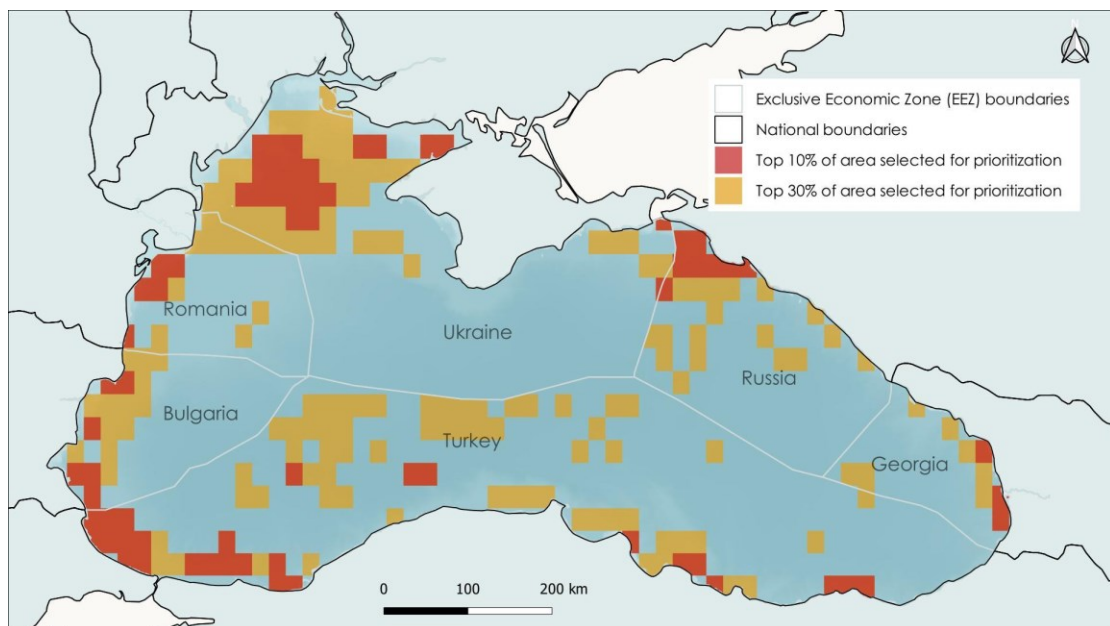 N
Exclusive Economic Zone (EEZ) boundaries
National boundaries
Top 10% of area selected for prioritization
Top 30% of area selected for prioritization
Romania
Ukraine
Russia
Bulgaria
Turkey
Georgia
0 100 200 km